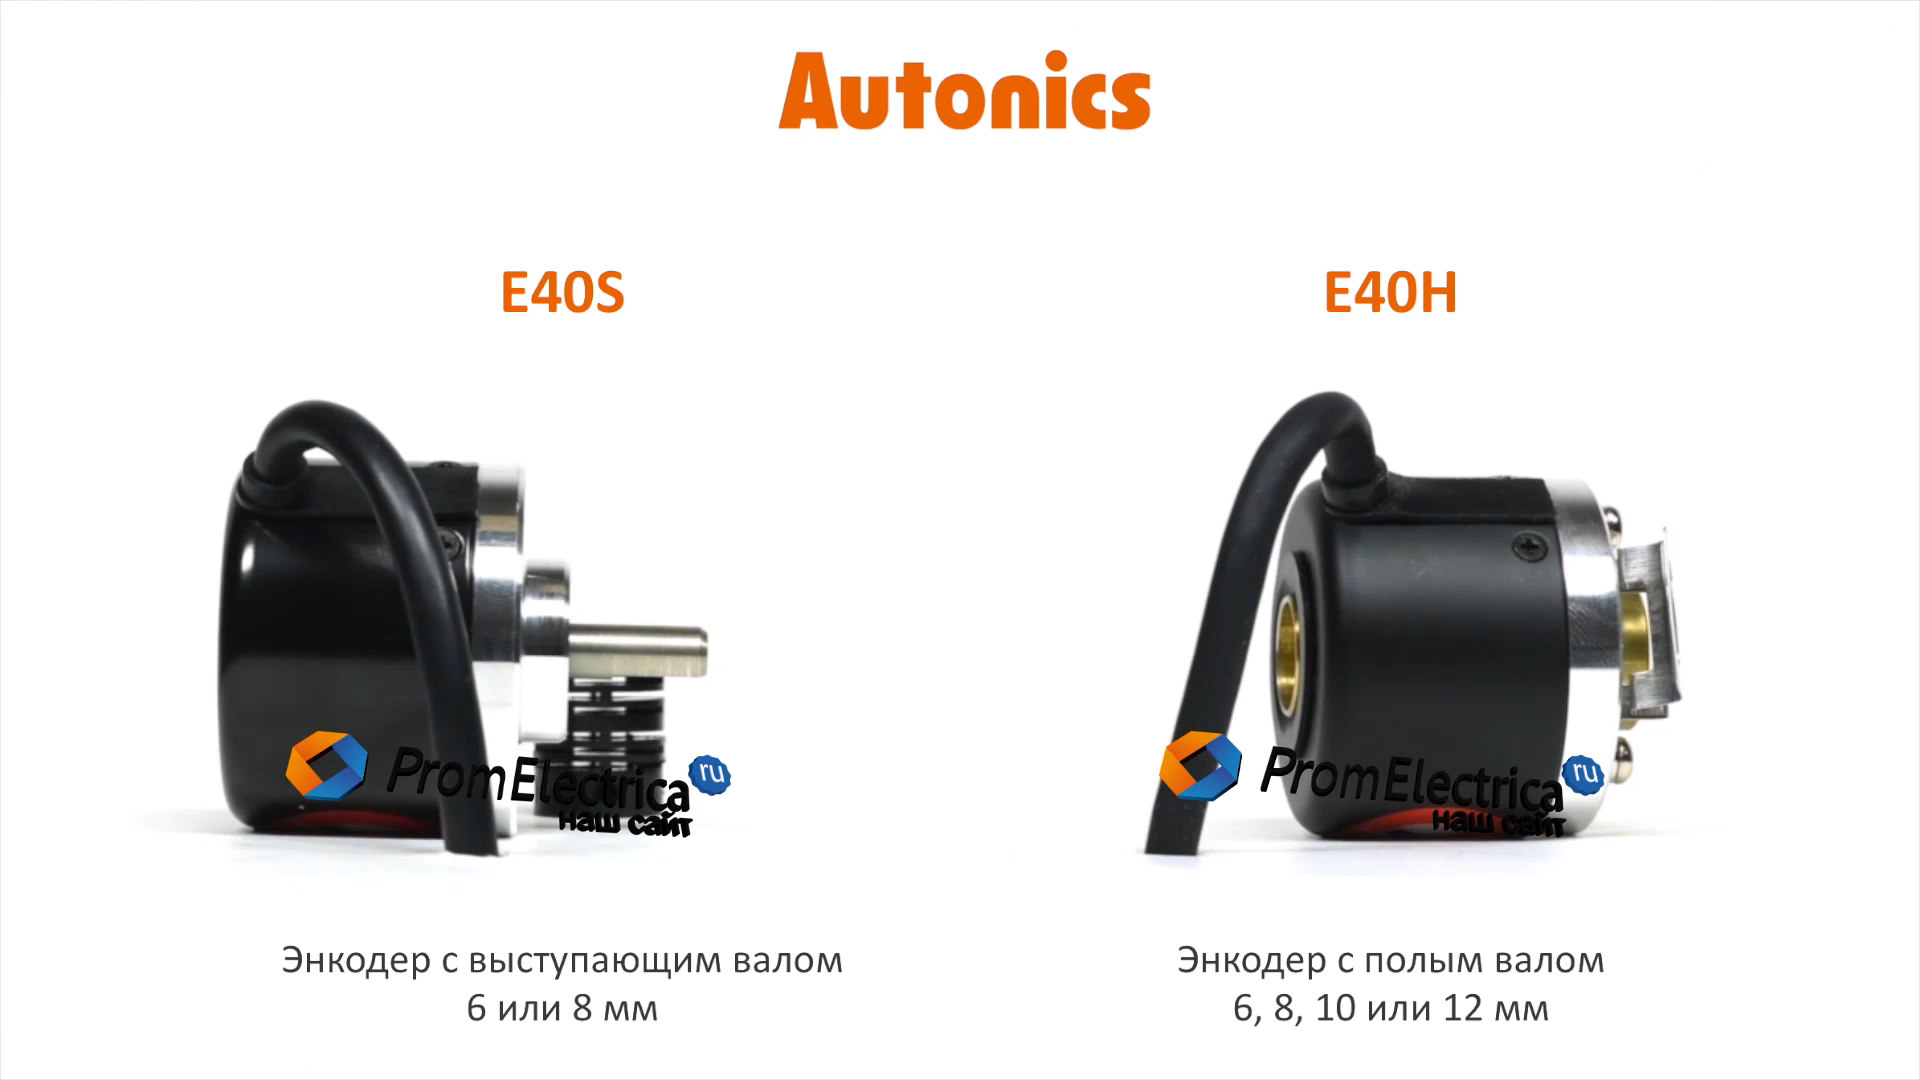 Autonics
E40S
E40H
PromElectrica ru
наш сайт
PromElectrica ru
наш сайт
Энкодер с выступающим валом
6 или 8 мм
Энкодер с полым валом
6, 8, 10 или 12 мм